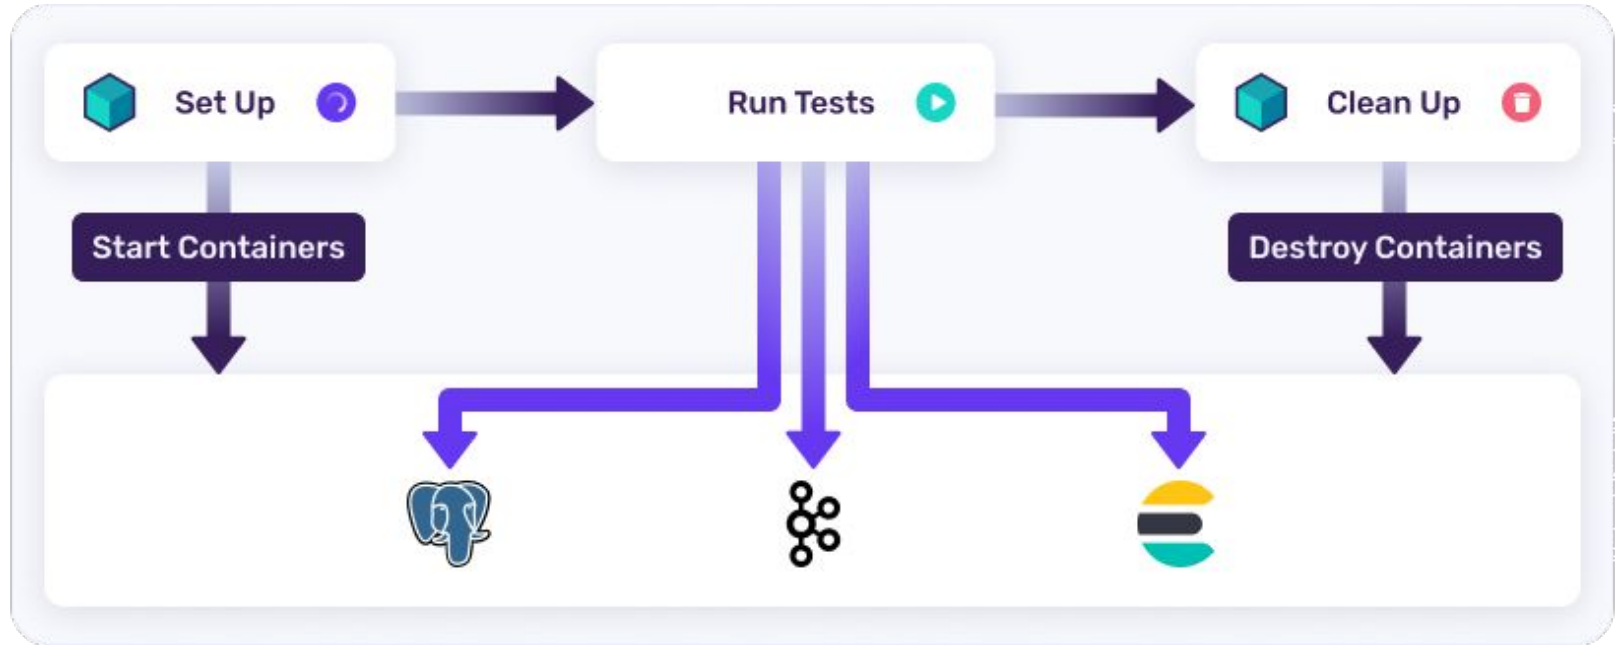 Set Up
Run Tests
Clean Up
Start Containers
Destroy Containers